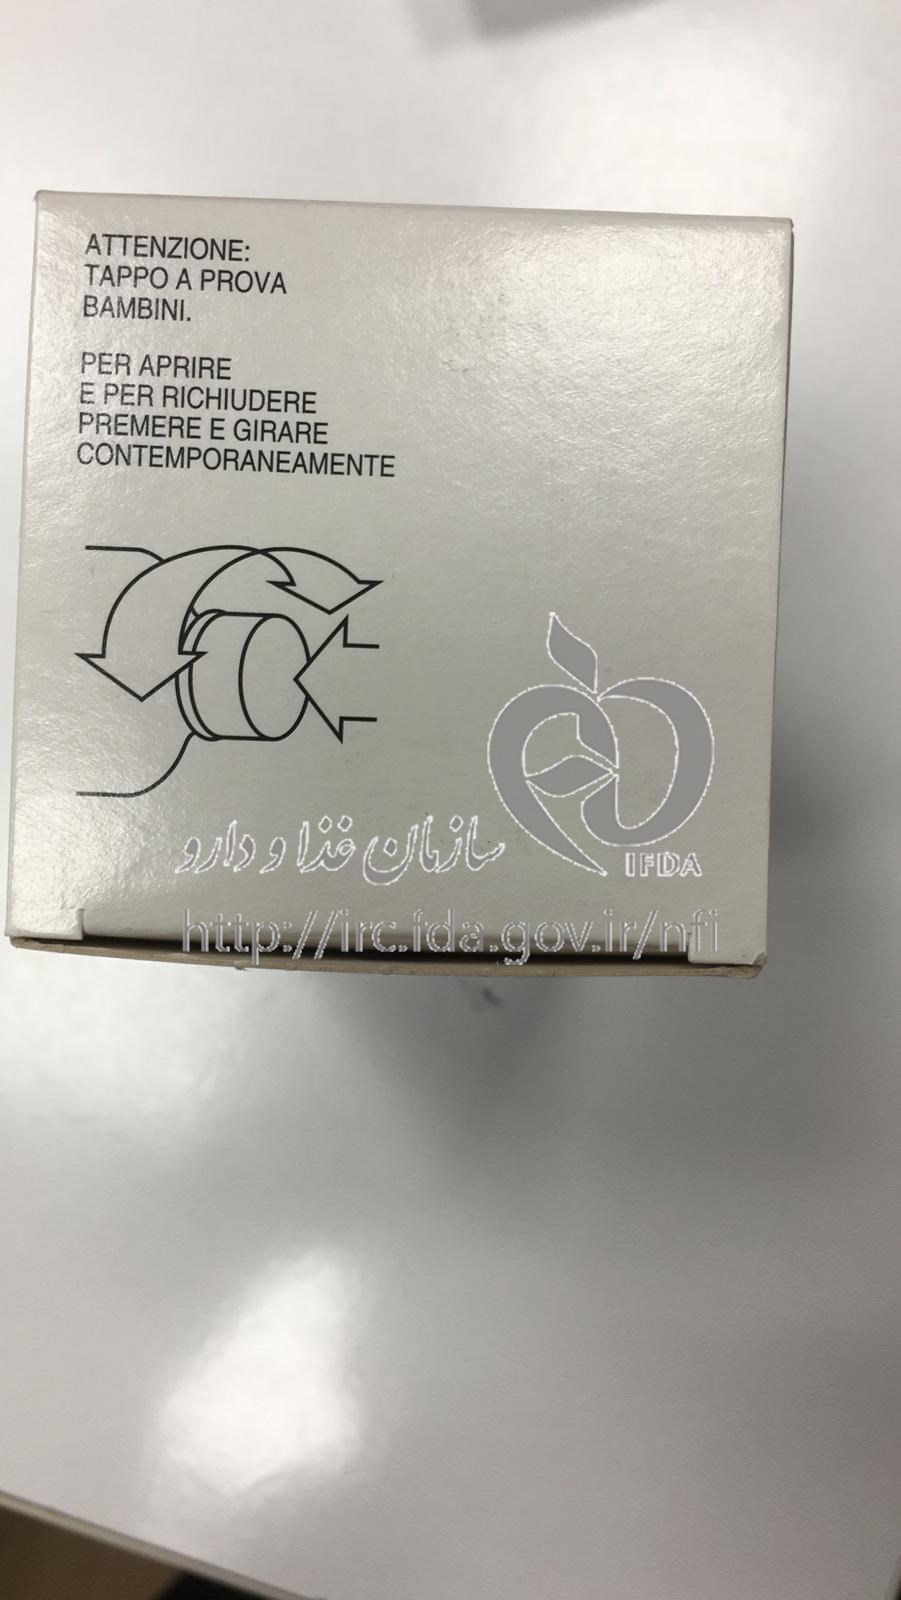 ATTENZIONE:
TAPPO A PROVA
BAMBINI.
PER APRIRE
E PER RICHIUDERE
PREMERE E GIRARE
CONTEMPORANEAMENTE
IFDA
سازمان غذا و دارو
http://irc.fda.gov.ir/nfi